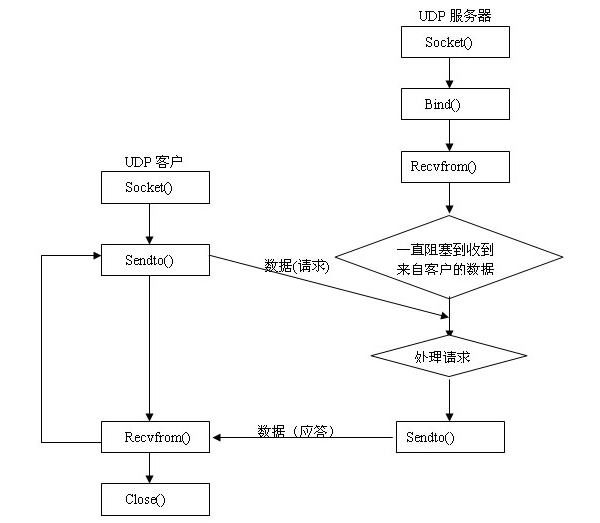 UDP 服务器
Socket()
Bind()
Recvfrom()
一直阻塞到收到
来自客户的数据
处理请求
Sendto()
UDP 客户
Socket()
Sendto()
数据(请求)
数据（应答）
Recvfrom()
Close()